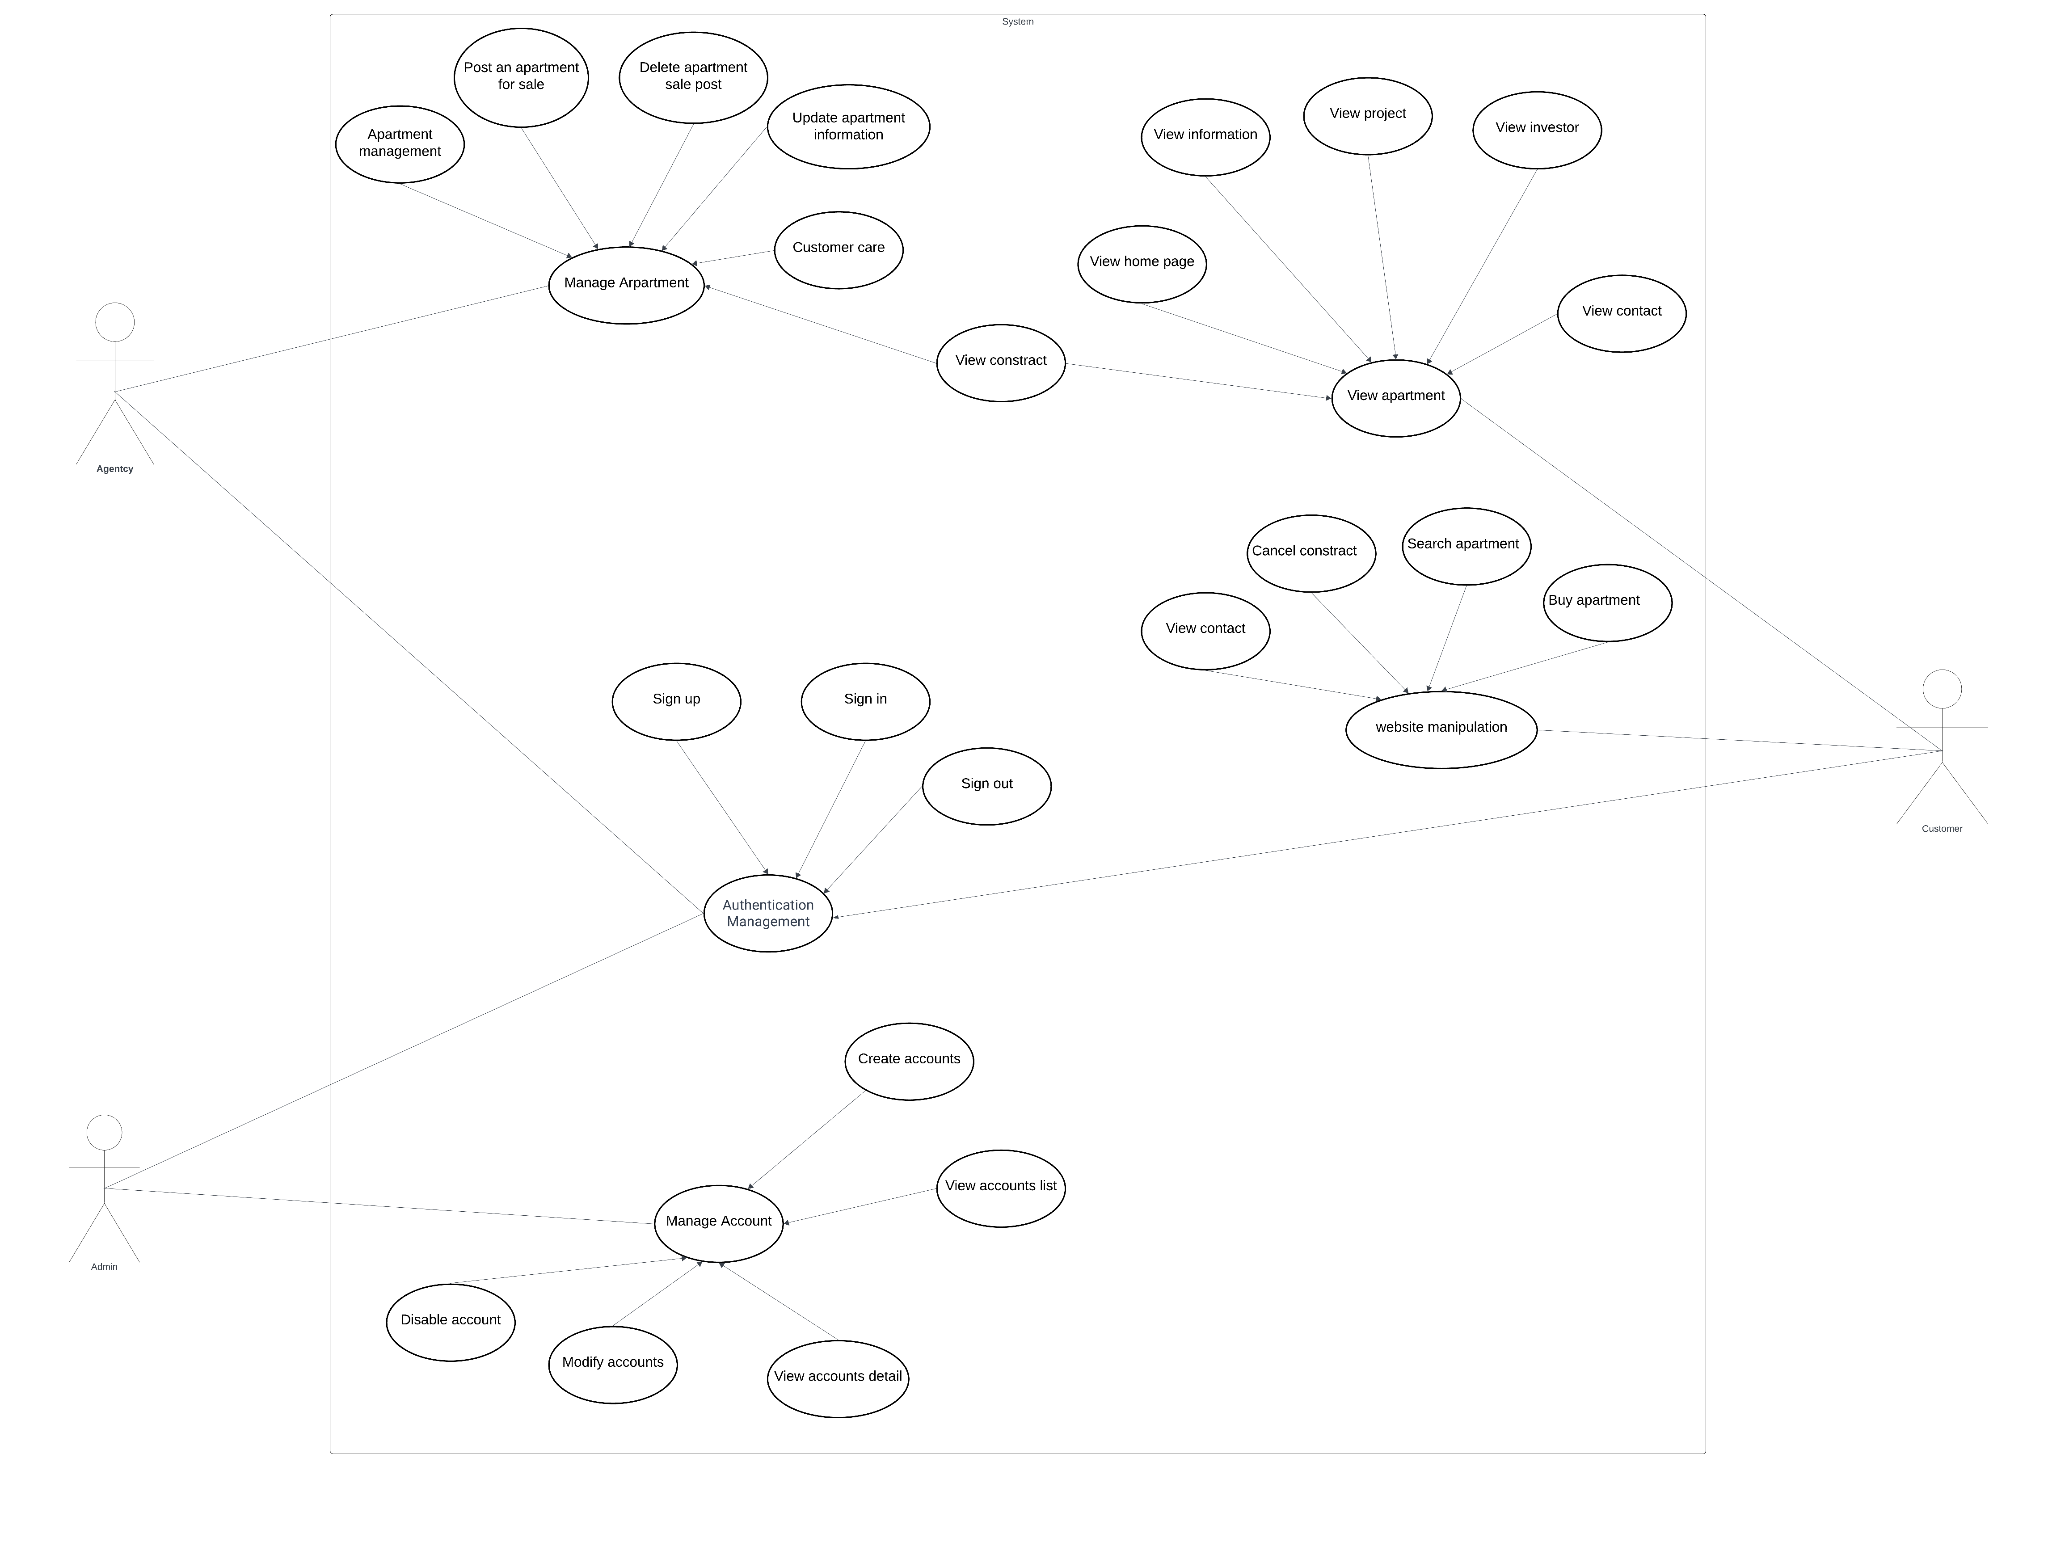 System
Post an apartment
for sale
Delete apartment
sale post
Update apartment
information
Apartment
management
Customer care
Manage Arpartment
View constract
View information
View project
View investor
View home page
View contact
View apartment
Agentcy
Cancel constract
Search apartment
Buy apartment
View contact
website manipulation
Customer
Sign up
Sign in
Sign out
Authentication
Management
Create accounts
View accounts list
Manage Account
Admin
Disable account
Modify accounts
View accounts detail